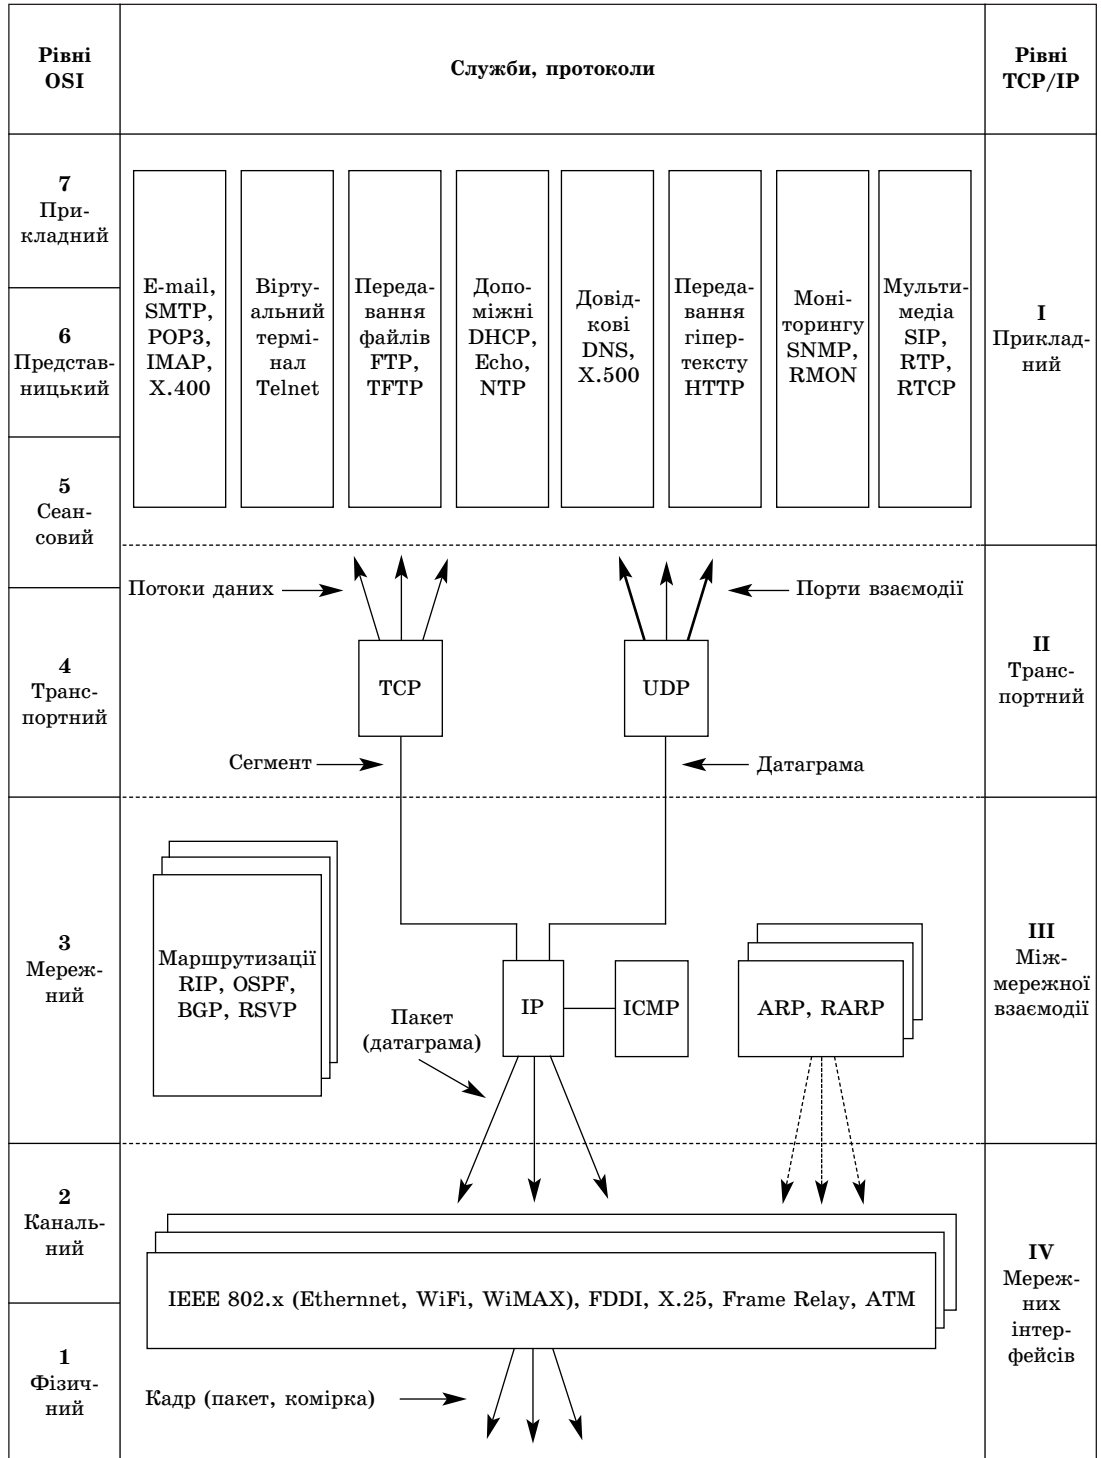 Рівні
OSI
Служби, протоколи
Рівні
TCP/IP
7
При-
кладний
6
Представ-
ницький
5
Сеан-
совий
E-mail,
SMTP,
POP3,
IMAP,
X.400
Вірту-
альний
термі-
нал
Telnet
Переда-
вання
файлів
FTP,
TFTP
Допо-
міжні
DHCP,
Echo,
NTP
Довід-
кові
DNS,
X.500
Переда-
вання
гіпер-
тексту
HTTP
Моні-
торингу
SNMP,
RMON
Мульти-
медіа
SIP,
RTP,
RTCP
I
Приклад-
ний
Потоки даних
Порти взаємодії
4
Транс-
портний
TCP
UDP
II
Транс-
портний
Сегмент
Датаграма
3
Мереж-
ний
Маршрутизації
RIP, OSPF,
BGP, RSVP
Пакет
(датаграма)
IP
ICMP
ARP, RARP
III
Між-
мережної
взаємодії
2
Каналь-
ний
IEEE 802.x (Ethernnet, WiFi, WiMAX), FDDI, X.25, Frame Relay, ATM
IV
Мереж-
них
інтер-
фейсів
1
Фізич-
ний
Кадр (пакет, комірка)